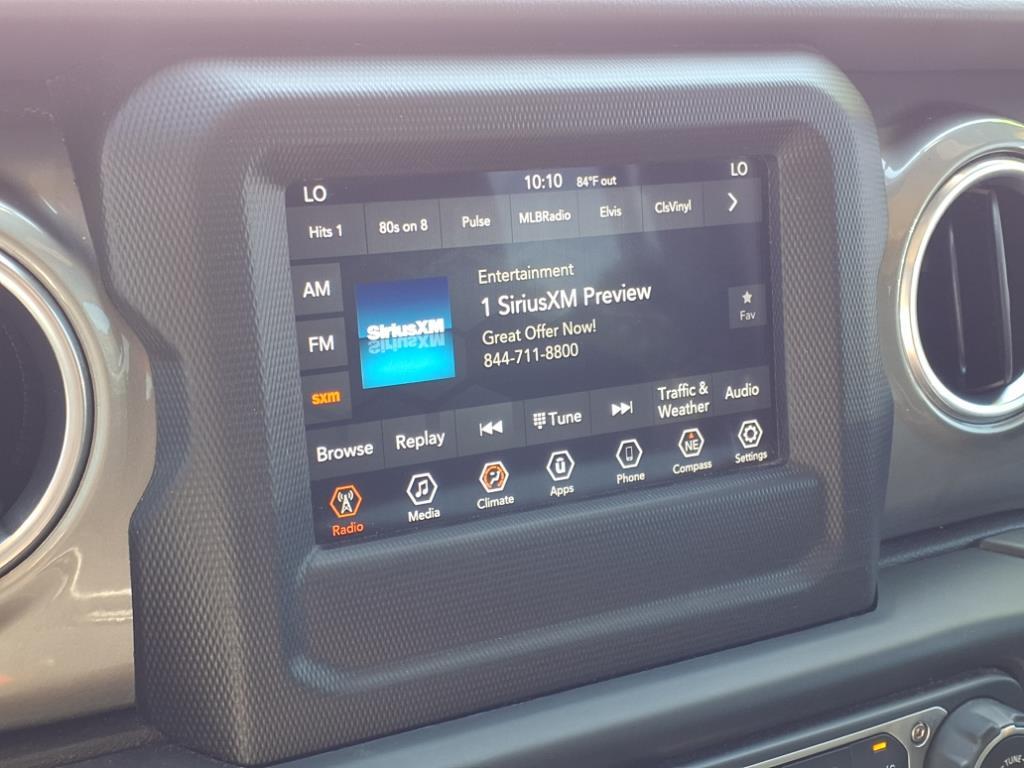 LO 10:10 84°F out LO
Hits 1 80s on 8 Pulse MLBRadio Elvis ClsVinyl
AM
FM
sxm
SiriusXM
Entertainment
1 SiriusXM Preview
Great Offer Now!
844-711-8800
Fav
Browse Replay Tune Traffic &
Weather Audio
Radio Media Climate Apps Phone NE Compass Settings
TUNE